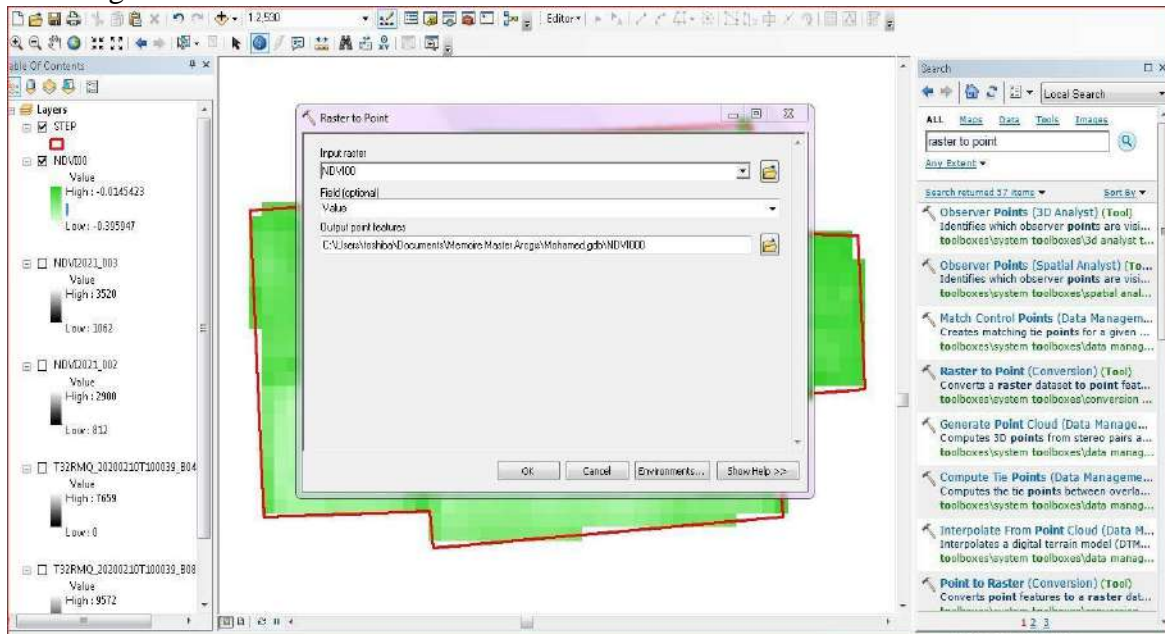 1:2,500
Editor
Table Of Contents
Layers
STEP
NDVI00
Value
High : -0.0145423
Low : -0.395947
NDVI2021_003
Value
High : 3520
Low : 1062
NDVI2021_002
Value
High : 2900
Low : 812
T32RMQ_20200210T100039_B04
Value
High : 7659
Low : 0
T32RMQ_20200210T100039_B08
Value
High : 9572
Raster to Point
Input raster
NDVI00
Field (optional)
Value
Output point features
C:\Users\toshiba\Documents\Memoire Master Arogis\Mohamed.gdb\NDVI000
OK Cancel Environments... Show Help >>
Search
Local Search
ALL Maps Data Tools Images
raster to point
Any Extent
Search returned 57 items Sort By
Observer Points (3D Analyst) (Tool)
Identifies which observer points are visi...
toolboxes\system toolboxes\3d analyst t...
Observer Points (Spatial Analyst) (To...
Identifies which observer points are visi...
toolboxes\system toolboxes\spatial anal...
Match Control Points (Data Managem...
Creates matching tie points for a given ...
toolboxes\system toolboxes\data manag...
Raster to Point (Conversion) (Tool)
Converts a raster dataset to point feat...
toolboxes\system toolboxes\conversion ...
Generate Point Cloud (Data Manage...
Computes 3D points from stereo pairs a...
toolboxes\system toolboxes\data manag...
Compute Tie Points (Data Manageme...
Computes the tie points between overla...
toolboxes\system toolboxes\data manag...
Interpolate From Point Cloud (Data M...
Interpolates a digital terrain model (DTM...
toolboxes\system toolboxes\data manag...
Point to Raster (Conversion) (Tool)
Converts point features to a raster dat...
1 2 3